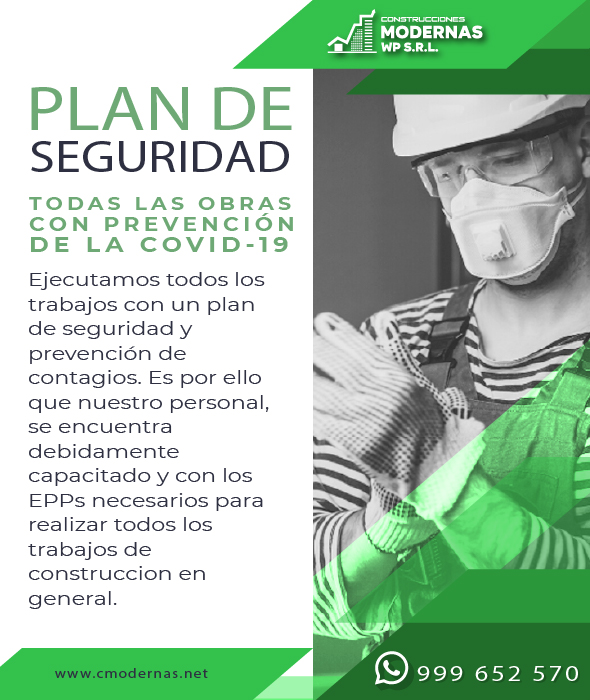 CONSTRUCCIONES
MODERNAS
WP S.R.L.
PLAN DE
SEGURIDAD
TODAS LAS OBRAS
CON PREVENCIÓN
DE LA COVID-19
Ejecutamos todos los
trabajos con un plan
de seguridad y
prevención de
contagios. Es por ello
que nuestro personal,
se encuentra
debidamente
capacitado y con los
EPPs necesarios para
realizar todos los
trabajos de
construccion en
general.
www.cmodernas.net
999 652 570